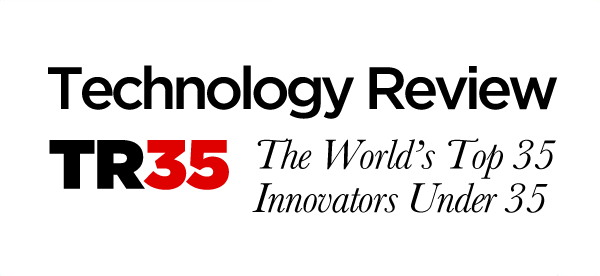 Technology Review
TR35
The World’s Top 35
Innovators Under 35